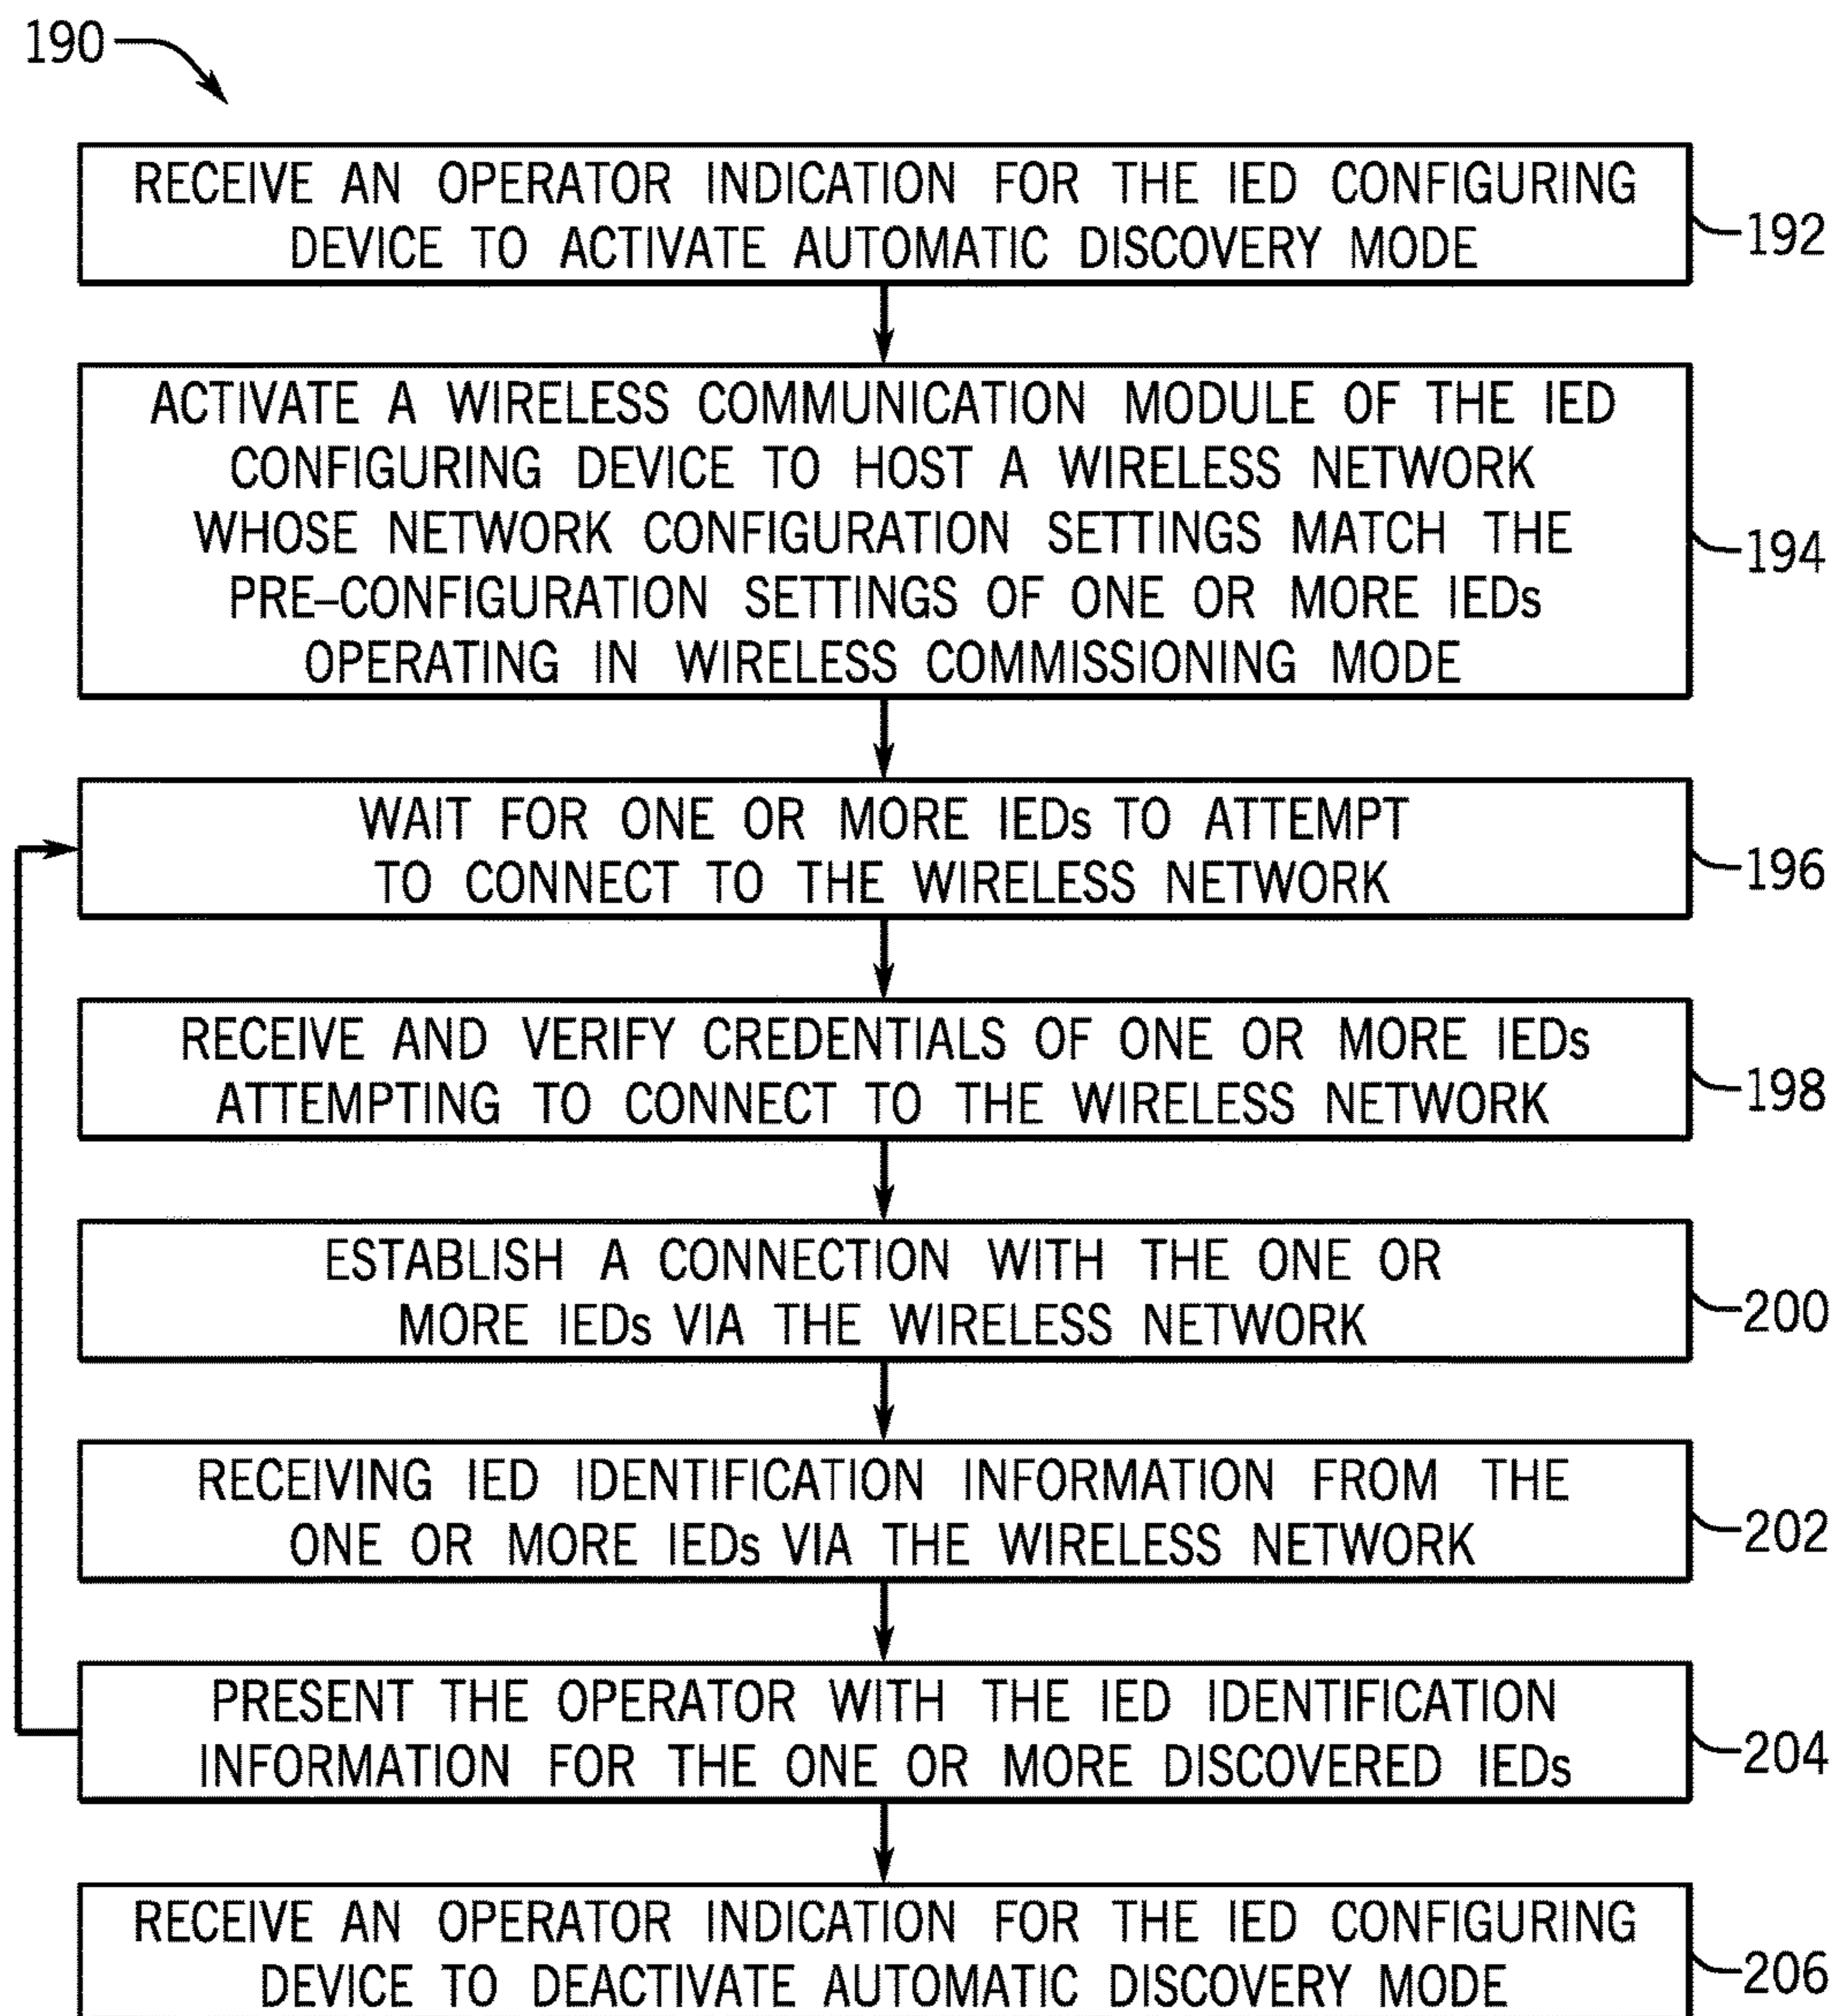 190
RECEIVE AN OPERATOR INDICATION FOR THE IED CONFIGURING
DEVICE TO ACTIVATE AUTOMATIC DISCOVERY MODE
192
ACTIVATE A WIRELESS COMMUNICATION MODULE OF THE IED
CONFIGURING DEVICE TO HOST A WIRELESS NETWORK
WHOSE NETWORK CONFIGURATION SETTINGS MATCH THE
PRE–CONFIGURATION SETTINGS OF ONE OR MORE IEDs
OPERATING IN WIRELESS COMMISSIONING MODE
194
WAIT FOR ONE OR MORE IEDs TO ATTEMPT
TO CONNECT TO THE WIRELESS NETWORK
196
RECEIVE AND VERIFY CREDENTIALS OF ONE OR MORE IEDs
ATTEMPTING TO CONNECT TO THE WIRELESS NETWORK
198
ESTABLISH A CONNECTION WITH THE ONE OR
MORE IEDs VIA THE WIRELESS NETWORK
200
RECEIVING IED IDENTIFICATION INFORMATION FROM THE
ONE OR MORE IEDs VIA THE WIRELESS NETWORK
202
PRESENT THE OPERATOR WITH THE IED IDENTIFICATION
INFORMATION FOR THE ONE OR MORE DISCOVERED IEDs
204
RECEIVE AN OPERATOR INDICATION FOR THE IED CONFIGURING
DEVICE TO DEACTIVATE AUTOMATIC DISCOVERY MODE
206